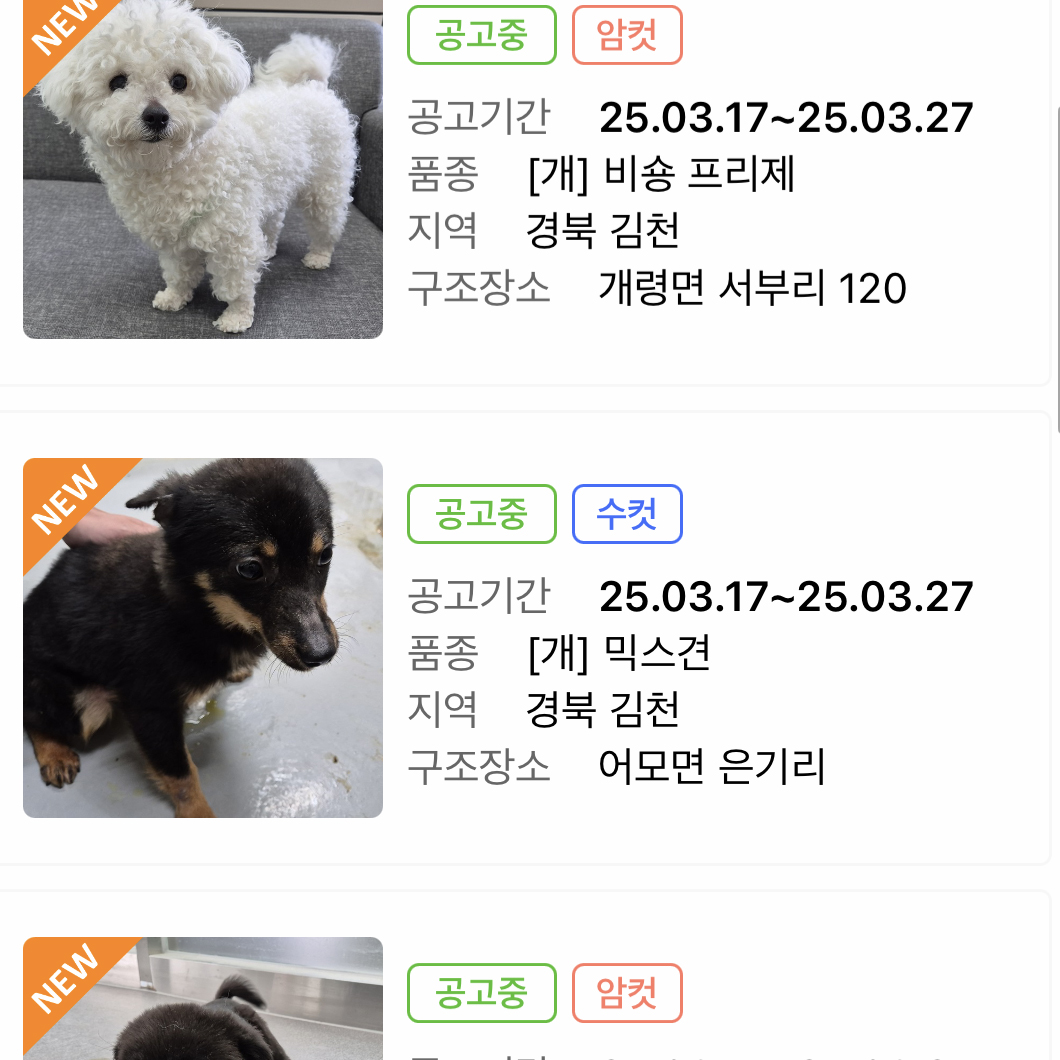 NEW
공고중 암컷
공고기간 25.03.17~25.03.27
품종 [개] 비숑 프리제
지역 경북 김천
구조장소 개령면 서부리 120
NEW
공고중 수컷
공고기간 25.03.17~25.03.27
품종 [개] 믹스견
지역 경북 김천
구조장소 어모면 은기리
NEW
공고중 암컷